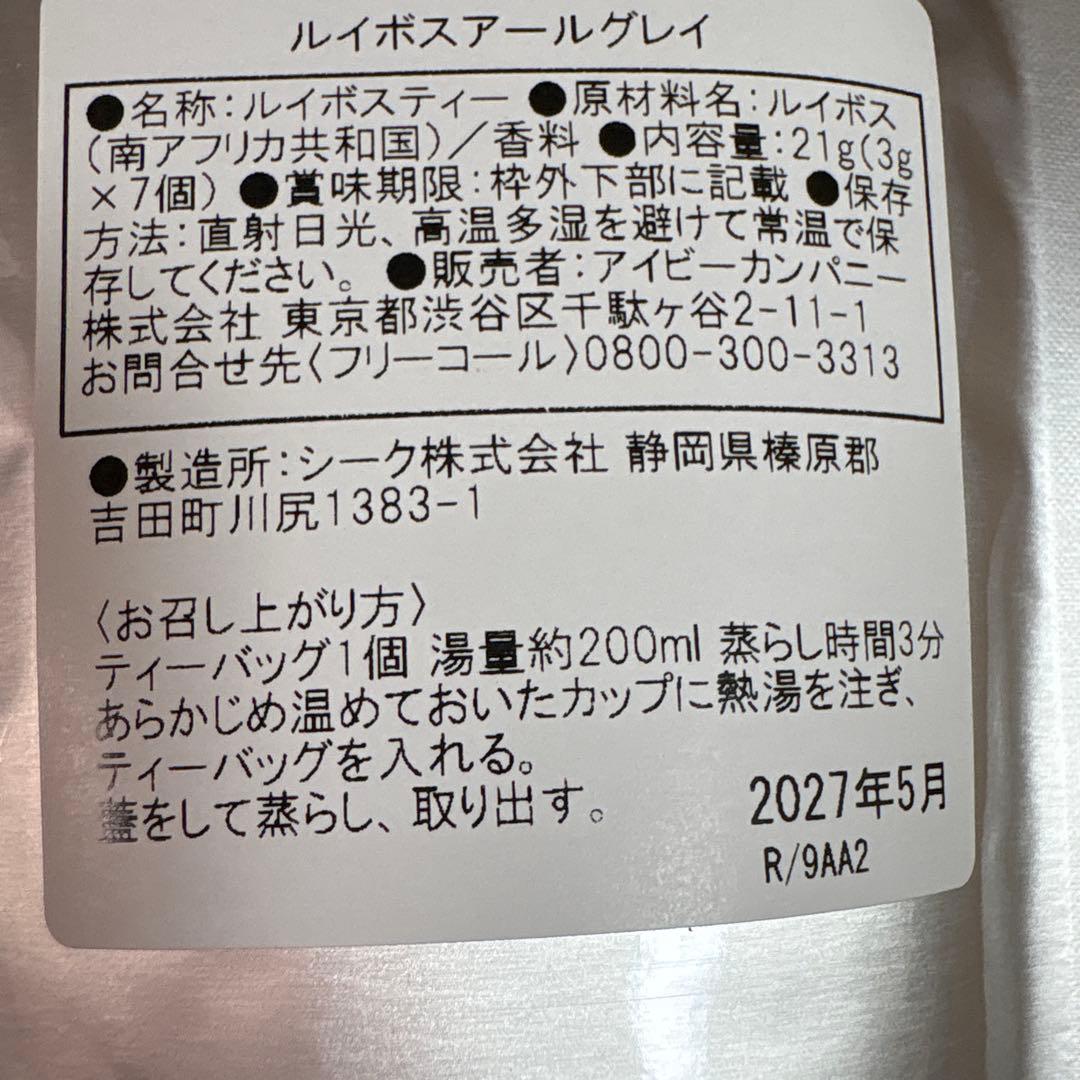 ルイボスアールグレイ
●名称:ルイボスティー ●原材料名:ルイボス
(南アフリカ共和国)/香料 ●内容量:21g(3g
×7個) ●賞味期限:枠外下部に記載 ●保存
方法:直射日光、高温多湿を避けて常温で保
存してください。 ●販売者:アイビーカンパニー
株式会社 東京都渋谷区千駄ヶ谷2-11-1
お問合せ先〈フリーコール〉0800-300-3313
●製造所:シーク株式会社 静岡県榛原郡
吉田町川尻1383-1
〈お召し上がり方〉
ティーバッグ1個 湯量約200ml 蒸らし時間3分
あらかじめ温めておいたカップに熱湯を注ぎ、
ティーバッグを入れる。
蓋をして蒸らし、取り出す。
2027年5月
R/9AA2